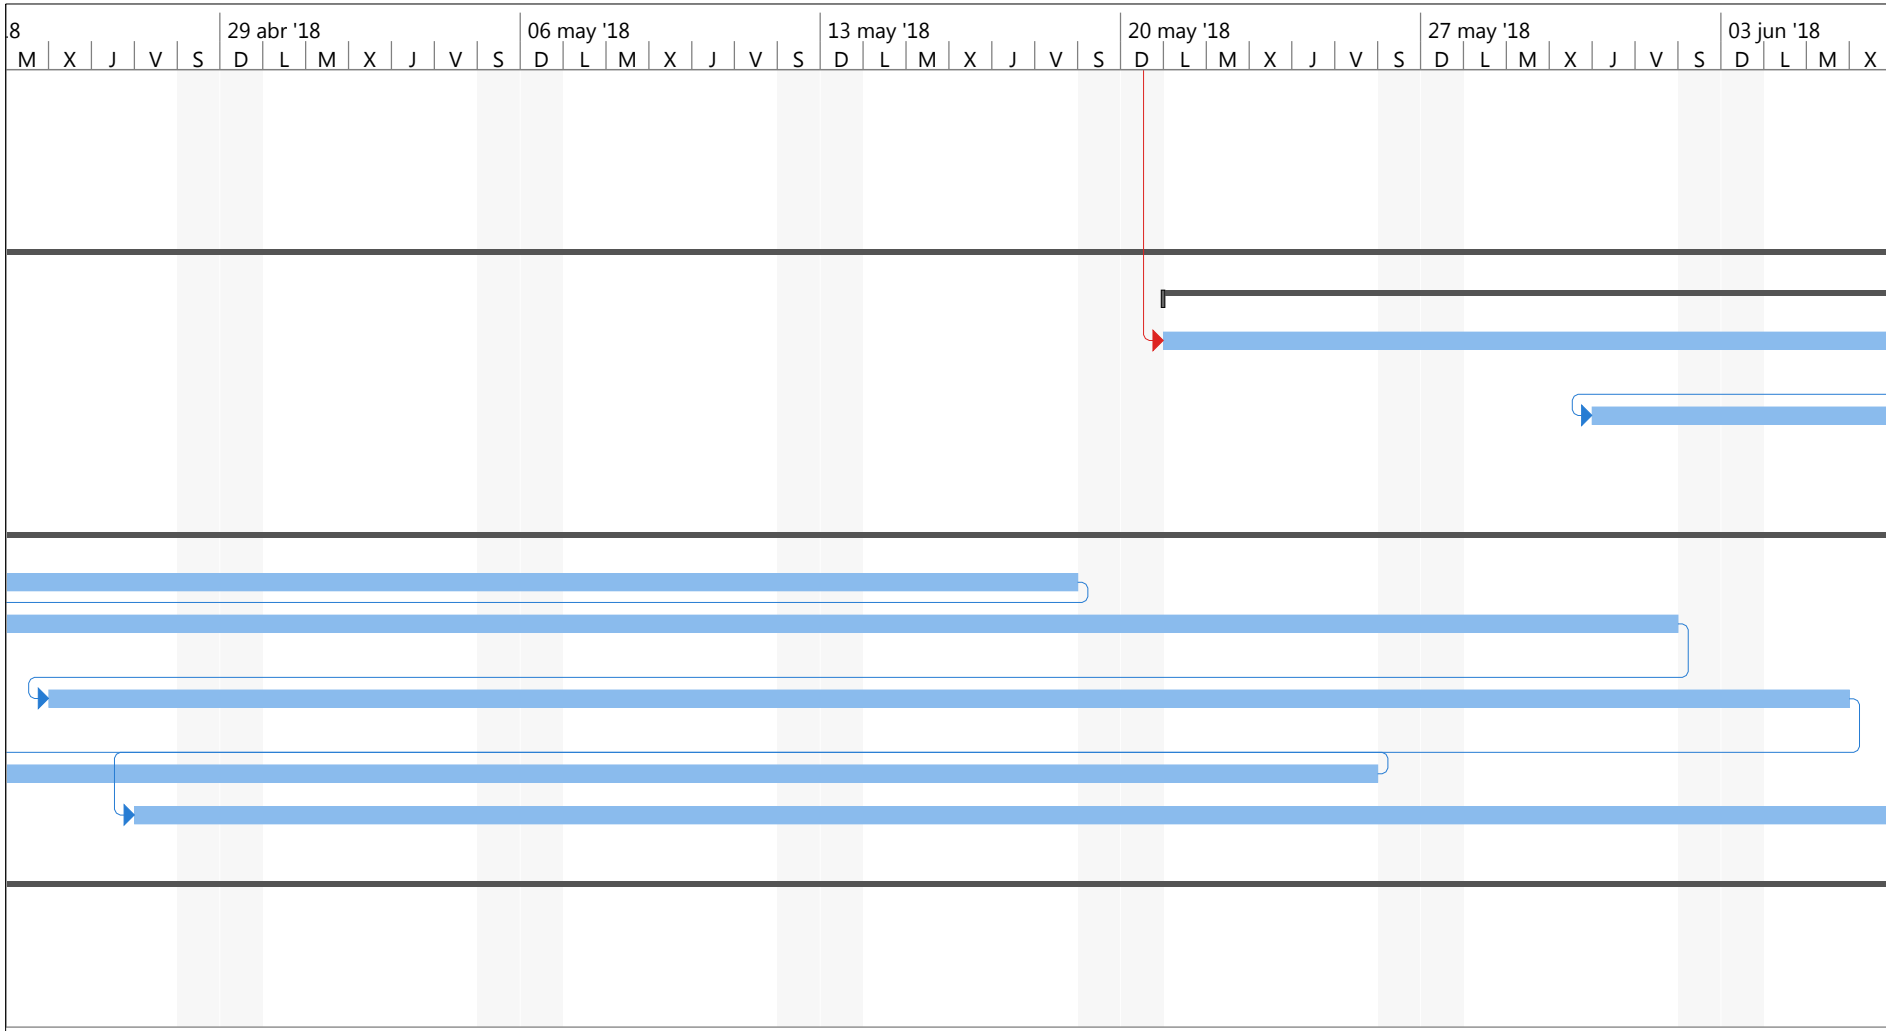 .8 29 abr '18 06 may '18 13 may '18 20 may '18 27 may '18 03 jun '18
M X J V S D L M X J V S D L M X J V S D L M X J V S D L M X J V S D L M X J V S D L M X